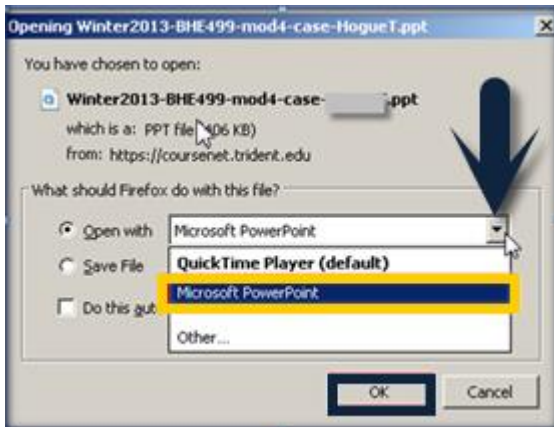 Opening Winter2013-BHE499-mod4-case-HogueT.ppt
You have chosen to open:
Winter2013-BHE499-mod4-case- .ppt
which is a: PPT file (406 KB)
from: https://coursenet.trident.edu
What should Firefox do with this file?
Open with Microsoft PowerPoint
Save File QuickTime Player (default)
Microsoft PowerPoint
Do this aut
Other...
OK Cancel